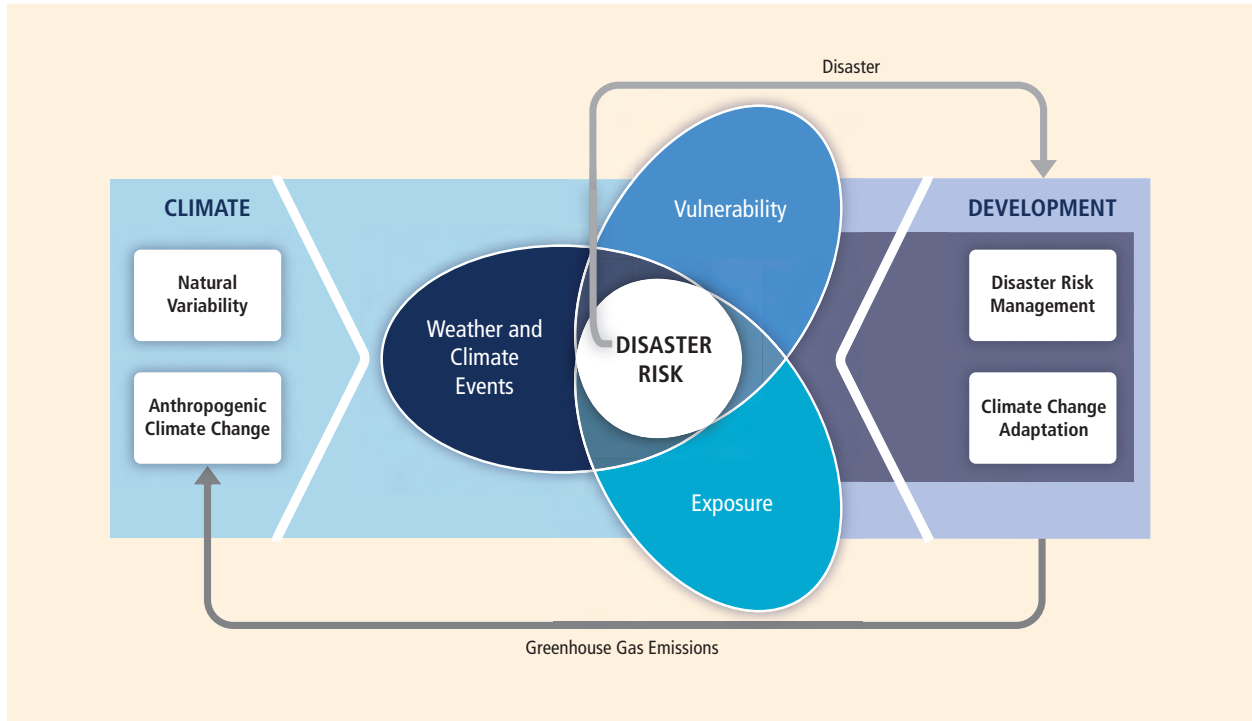 Disaster
CLIMATE
Natural
Variability
Anthropogenic
Climate Change
Weather and
Climate
Events
Vulnerability
DISASTER
RISK
Exposure
DEVELOPMENT
Disaster Risk
Management
Climate Change
Adaptation
Greenhouse Gas Emissions